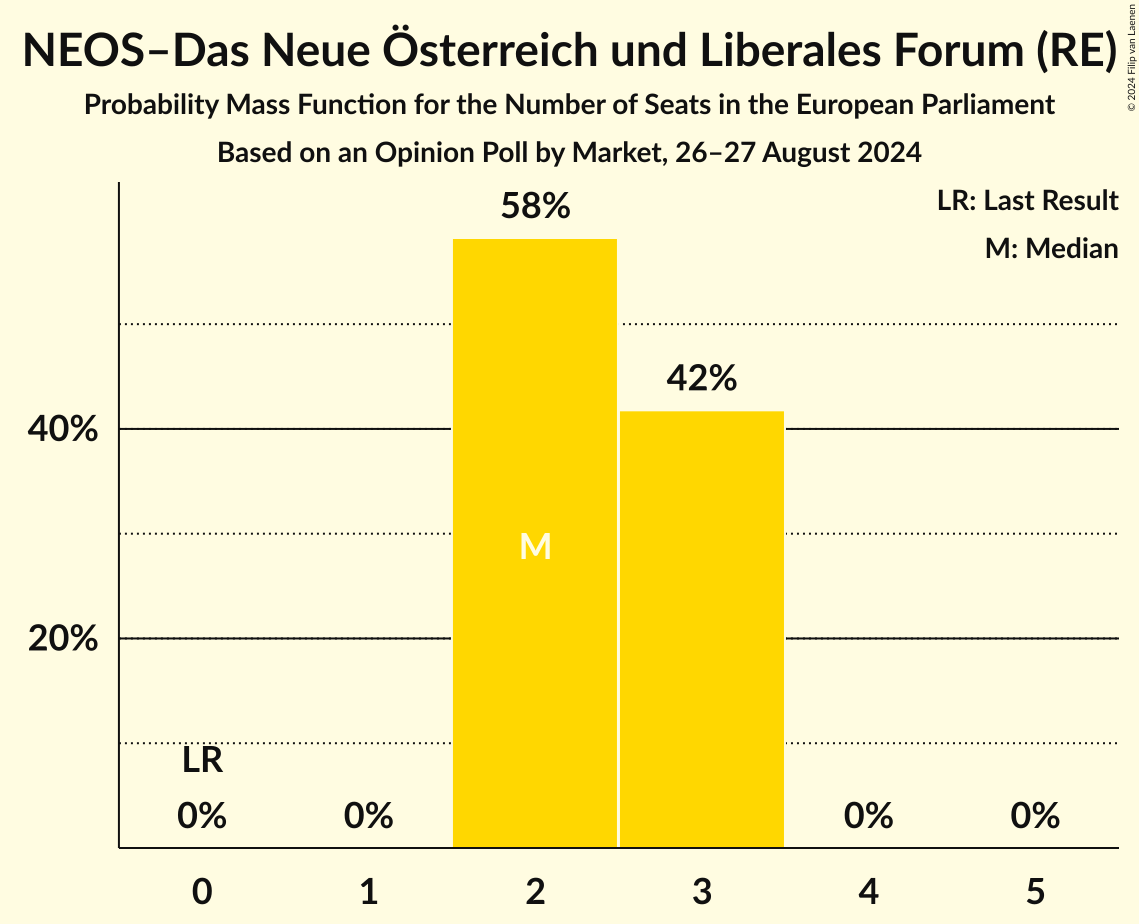 NEOS–Das Neue Österreich und Liberales Forum (RE)
Probability Mass Function for the Number of Seats in the European Parliament
Based on an Opinion Poll by Market, 26–27 August 2024
© 2024 Filip van Laenen
LR: Last Result
M: Median
58%
42%
40%
M
20%
LR
0% 0% 0% 0%
0 1 2 3 4 5